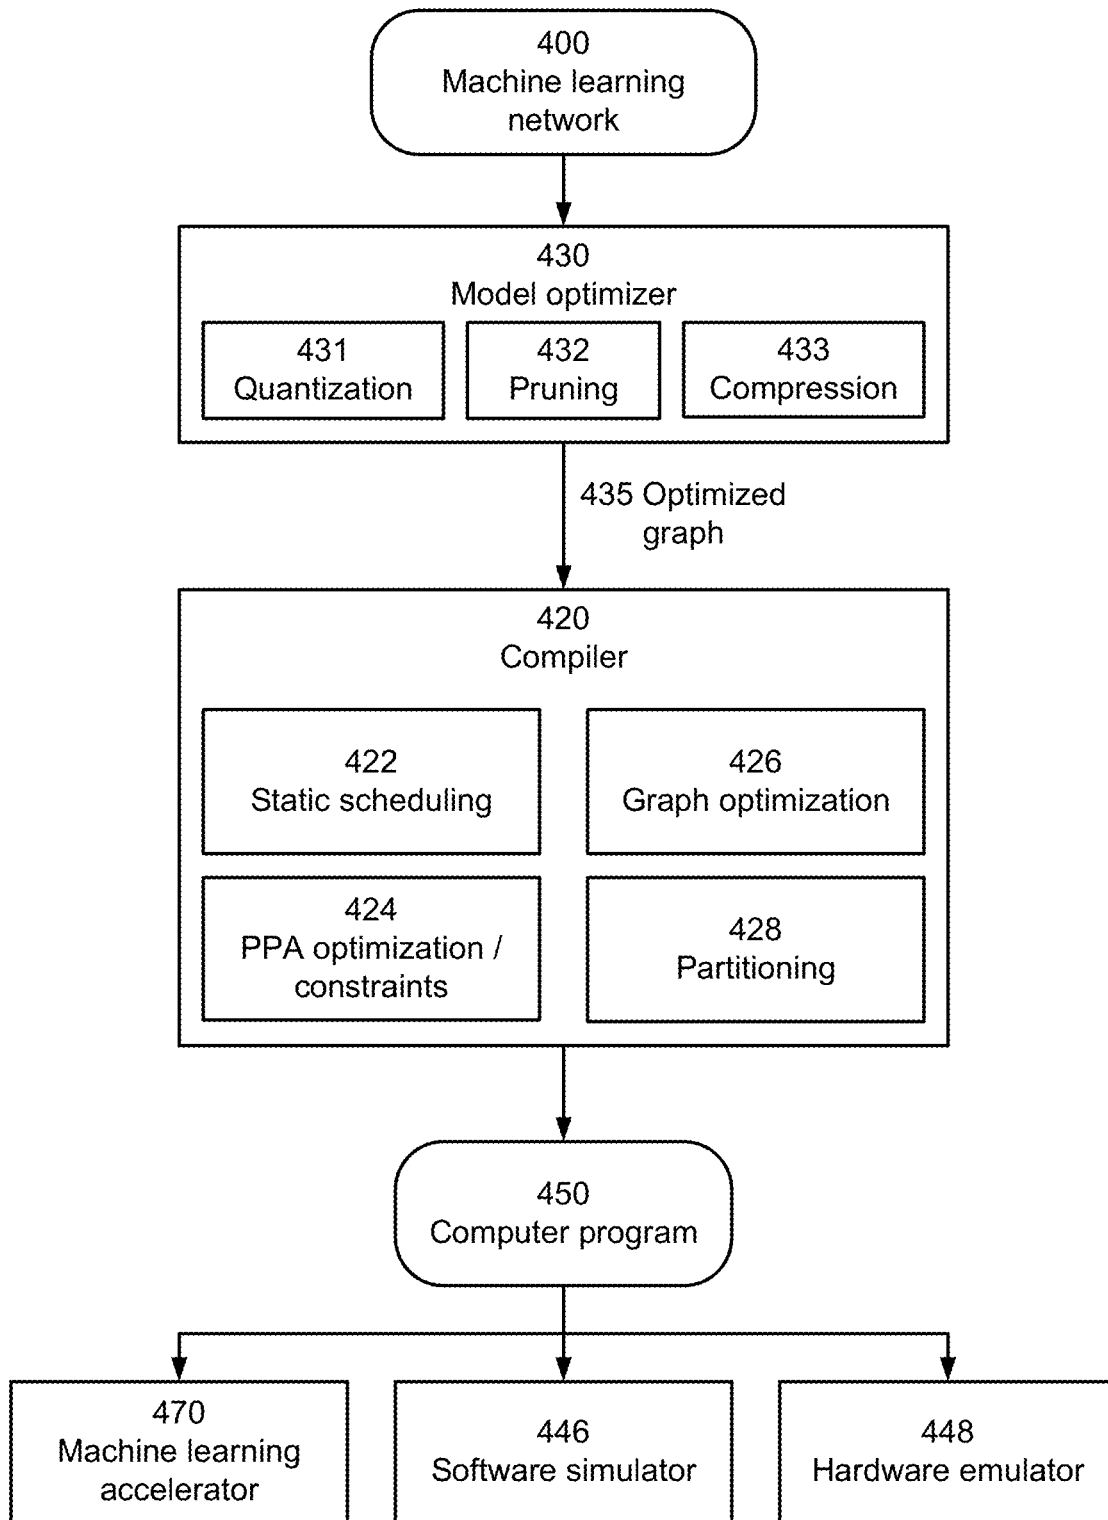 400
Machine learning
network
430
Model optimizer
431
Quantization
432
Pruning
433
Compression
435 Optimized
graph
420
Compiler
422
Static scheduling
426
Graph optimization
424
PPA optimization /
constraints
428
Partitioning
450
Computer program
470
Machine learning
accelerator
446
Software simulator
448
Hardware emulator